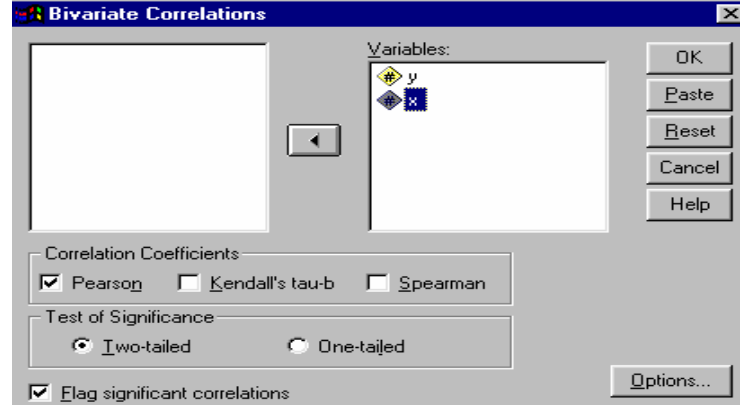 Bivariate Correlations
Variables:
# y
# x
OK
Paste
Reset
Cancel
Help
Correlation Coefficients
Pearson Kendall's tau-b Spearman
Test of Significance
Two-tailed One-tailed
Flag significant correlations
Options...